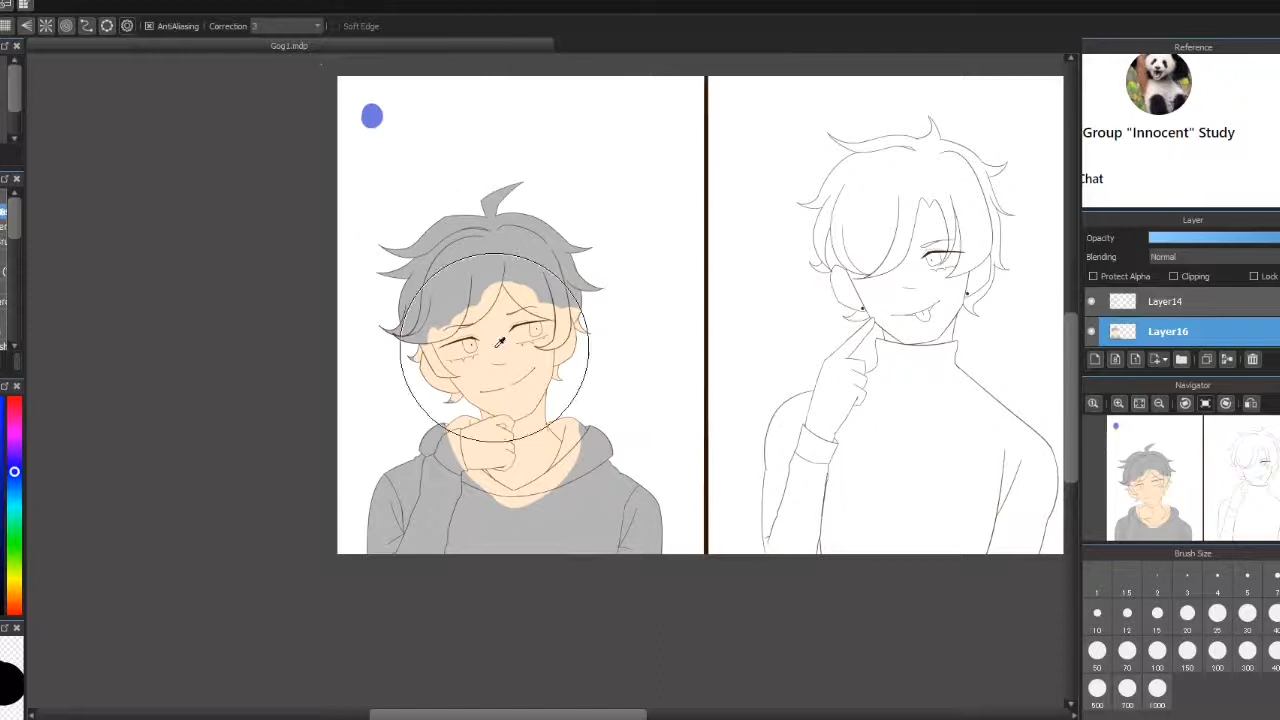 AntiAliasing Correction 3 Soft Edge
Gog1.mdp
Reference
Group "Innocent" Study
Chat
Layer
Opacity
Blending Normal
Protect Alpha Clipping Lock
Layer14
Layer16
Navigator
Brush Size
1 1.5 2 3 4 5
10 12 15 20 25 30
50 70 100 150 200 300
500 700 1000